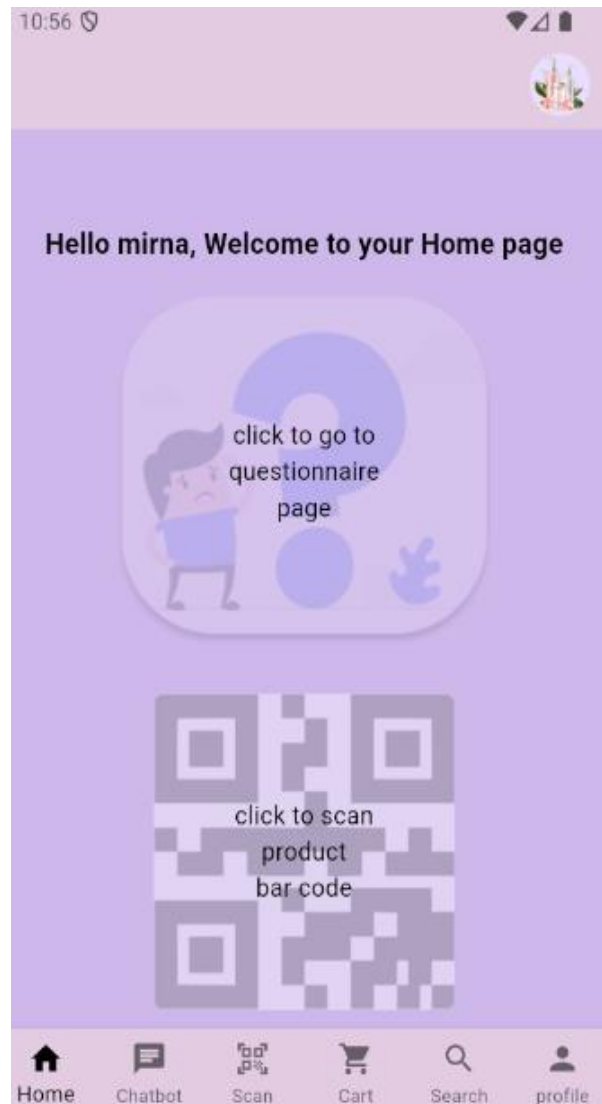 10:56
Hello mirna, Welcome to your Home page
click to go to
questionnaire
page
click to scan
product
bar code
Home Chatbot Scan Cart Search profile